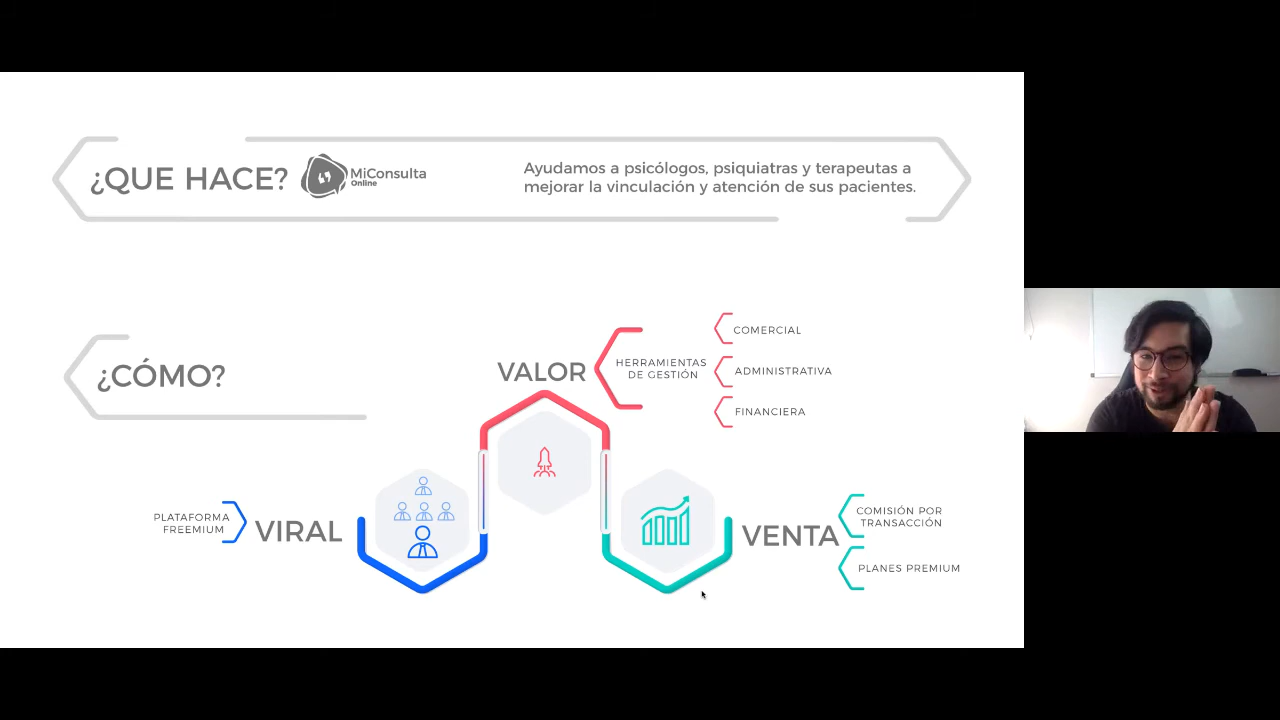 ¿QUE HACE?
MiConsulta
Online
Ayudamos a psicólogos, psiquiatras y terapeutas a
mejorar la vinculación y atención de sus pacientes.
¿CÓMO?
VALOR
HERRAMIENTAS
DE GESTIÓN
COMERCIAL
ADMINISTRATIVA
FINANCIERA
PLATAFORMA
FREEMIUM
VIRAL
VENTA
COMISIÓN POR
TRANSACCIÓN
PLANES PREMIUM